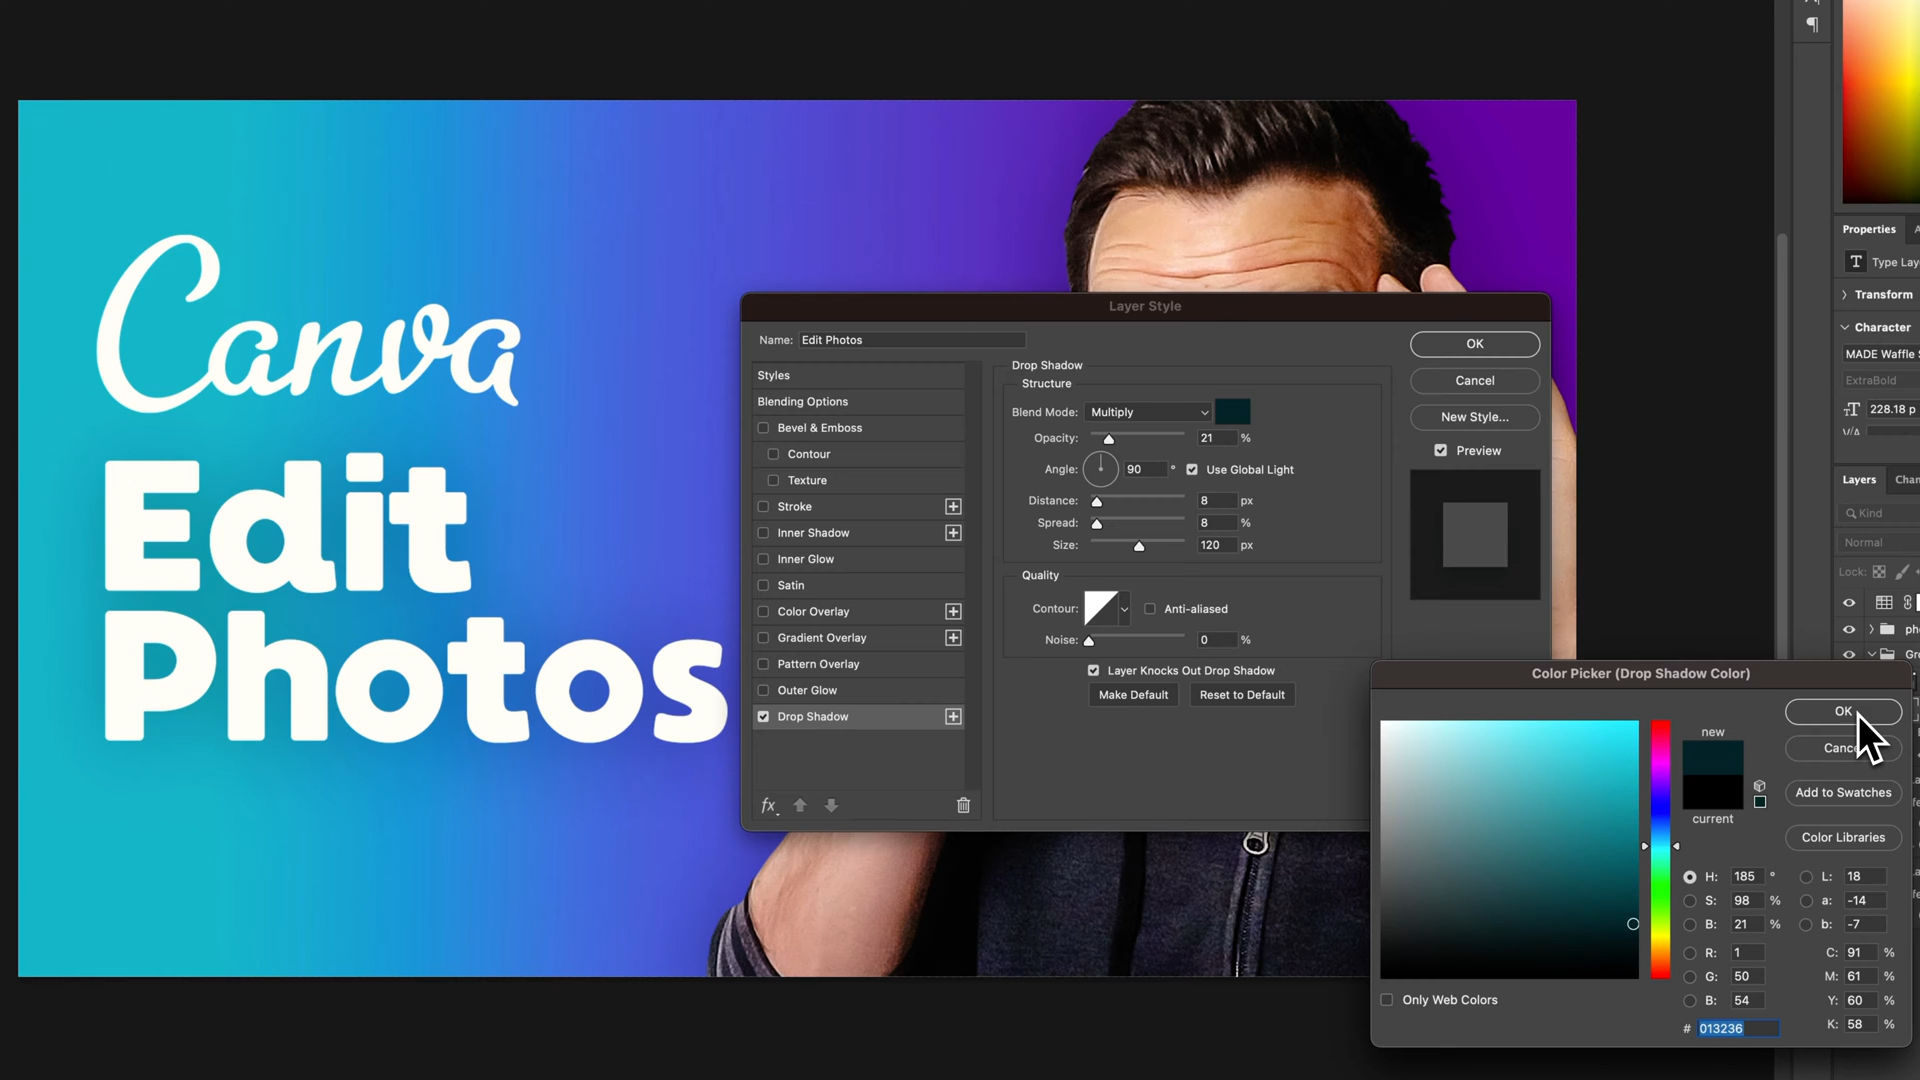 Canva
Edit
Photos
Layer Style
Name: Edit Photos
Styles
Blending Options
Bevel & Emboss
Contour
Texture
Stroke
Inner Shadow
Inner Glow
Satin
Color Overlay
Gradient Overlay
Pattern Overlay
Outer Glow
Drop Shadow
fx
Drop Shadow
Structure
Blend Mode: Multiply
Opacity: 21 %
Angle: 90 ° Use Global Light
Distance: 8 px
Spread: 8 %
Size: 120 px
Quality
Contour: Anti-aliased
Noise: 0 %
Layer Knocks Out Drop Shadow
Make Default Reset to Default
OK
Cancel
New Style...
Preview
Color Picker (Drop Shadow Color)
new
current
OK
Cancel
Add to Swatches
Color Libraries
H: 185 °
S: 98 %
B: 21 %
R: 1
G: 50
B: 54
# 013236
L: 18
a: -14
b: -7
C: 91 %
M: 61 %
Y: 60 %
K: 58 %
Only Web Colors
Properties
T Type
Transform
Character
MADE Waffle
ExtraBold
228.18 p
V/A
Layers
Kind
Normal
Lock: